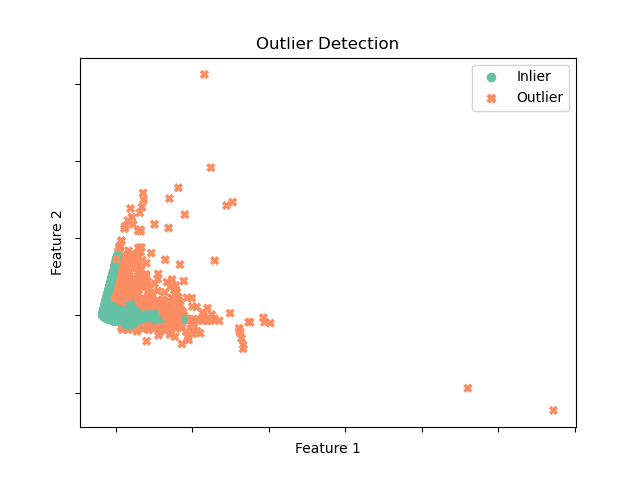 Outlier Detection
Inlier
Outlier
Feature 2
Feature 1